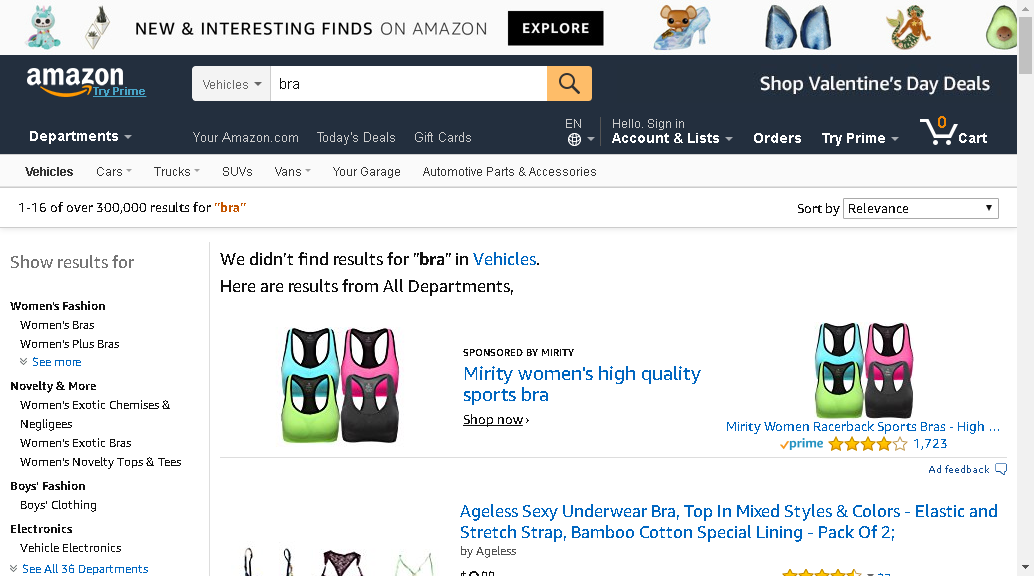 NEW & INTERESTING FINDS ON AMAZON EXPLORE
amazon
Try Prime
Vehicles bra
Shop Valentine's Day Deals
Departments
Your Amazon.com Today's Deals Gift Cards
EN
Hello. Sign in
Account & Lists
Orders
Try Prime
0
Cart
Vehicles Cars Trucks SUVs Vans Your Garage Automotive Parts & Accessories
1-16 of over 300,000 results for "bra"
Sort by Relevance
Show results for
Women's Fashion
Women's Bras
Women's Plus Bras
See more
Novelty & More
Women's Exotic Chemises &
Negligees
Women's Exotic Bras
Women's Novelty Tops & Tees
Boys' Fashion
Boys' Clothing
Electronics
Vehicle Electronics
See All 36 Departments
We didn't find results for "bra" in Vehicles.
Here are results from All Departments,
SPONSORED BY MIRITY
Mirity women's high quality
sports bra
Shop now ›
Mirity Women Racerback Sports Bras - High ...
prime 1,723
Ad feedback
Ageless Sexy Underwear Bra, Top In Mixed Styles & Colors - Elastic and
Stretch Strap, Bamboo Cotton Special Lining - Pack Of 2;
by Ageless